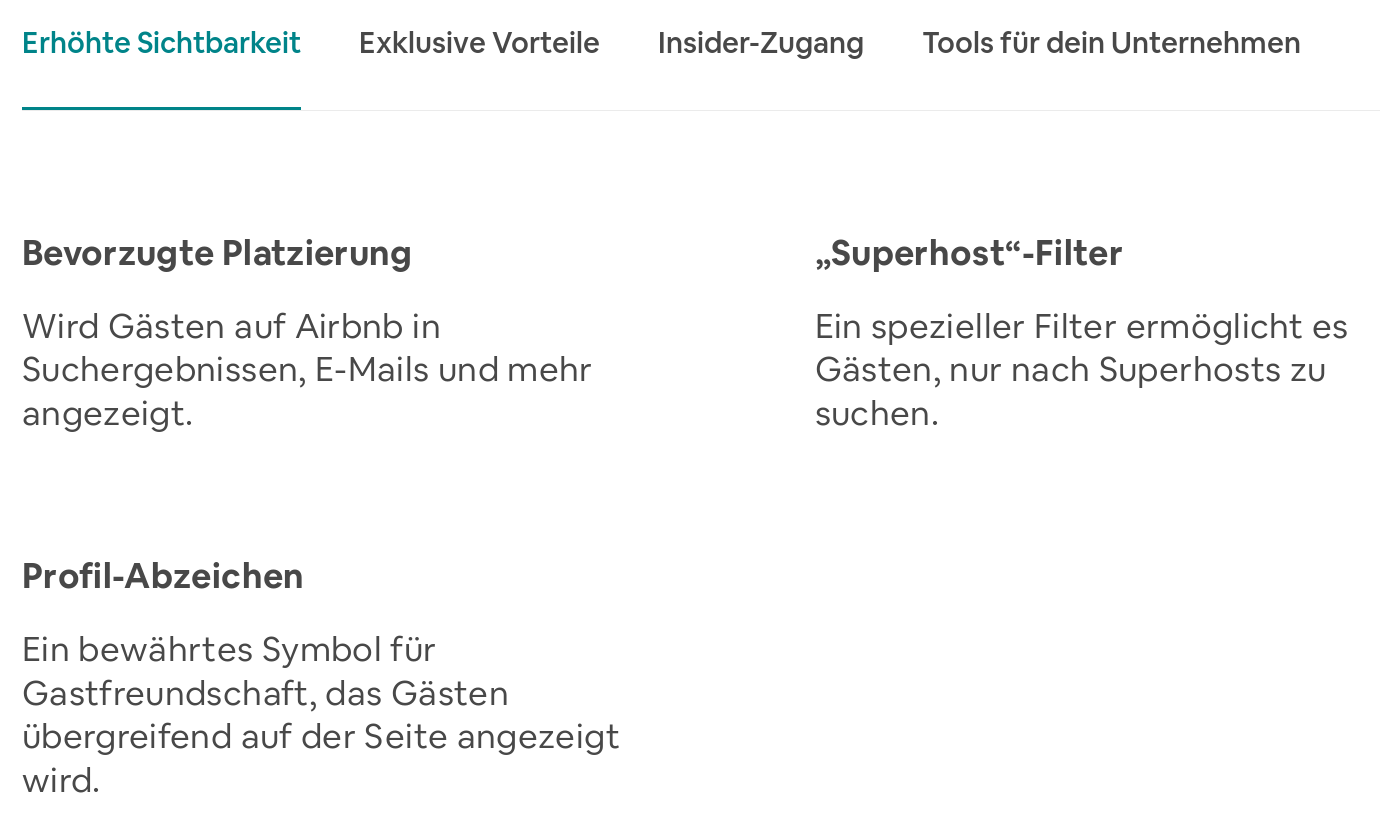 Erhöhte Sichtbarkeit
Exklusive Vorteile
Insider-Zugang
Tools für dein Unternehmen
Bevorzugte Platzierung
Wird Gästen auf Airbnb in
Suchergebnissen, E-Mails und mehr
angezeigt.
„Superhost“-Filter
Ein spezieller Filter ermöglicht es
Gästen, nur nach Superhosts zu
suchen.
Profil-Abzeichen
Ein bewährtes Symbol für
Gastfreundschaft, das Gästen
übergreifend auf der Seite angezeigt
wird.